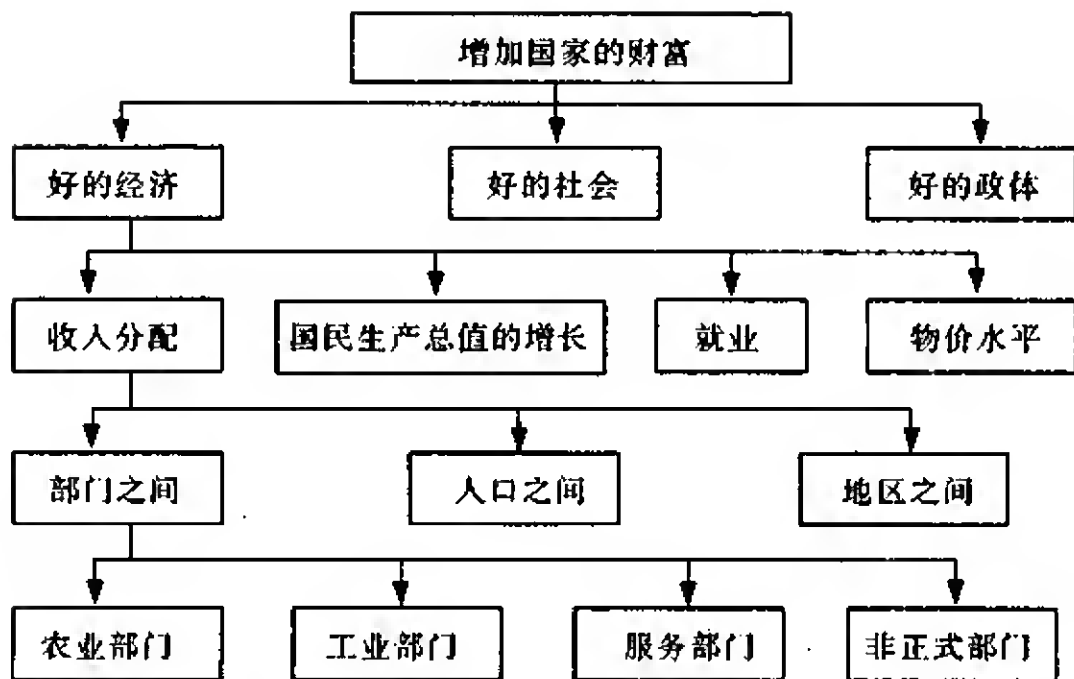 增加国家的财富
好的经济
好的社会
好的政体
收入分配
国民生产总值的增长
就业
物价水平
部门之间
人口之间
地区之间
农业部门
工业部门
服务部门
非正式部门